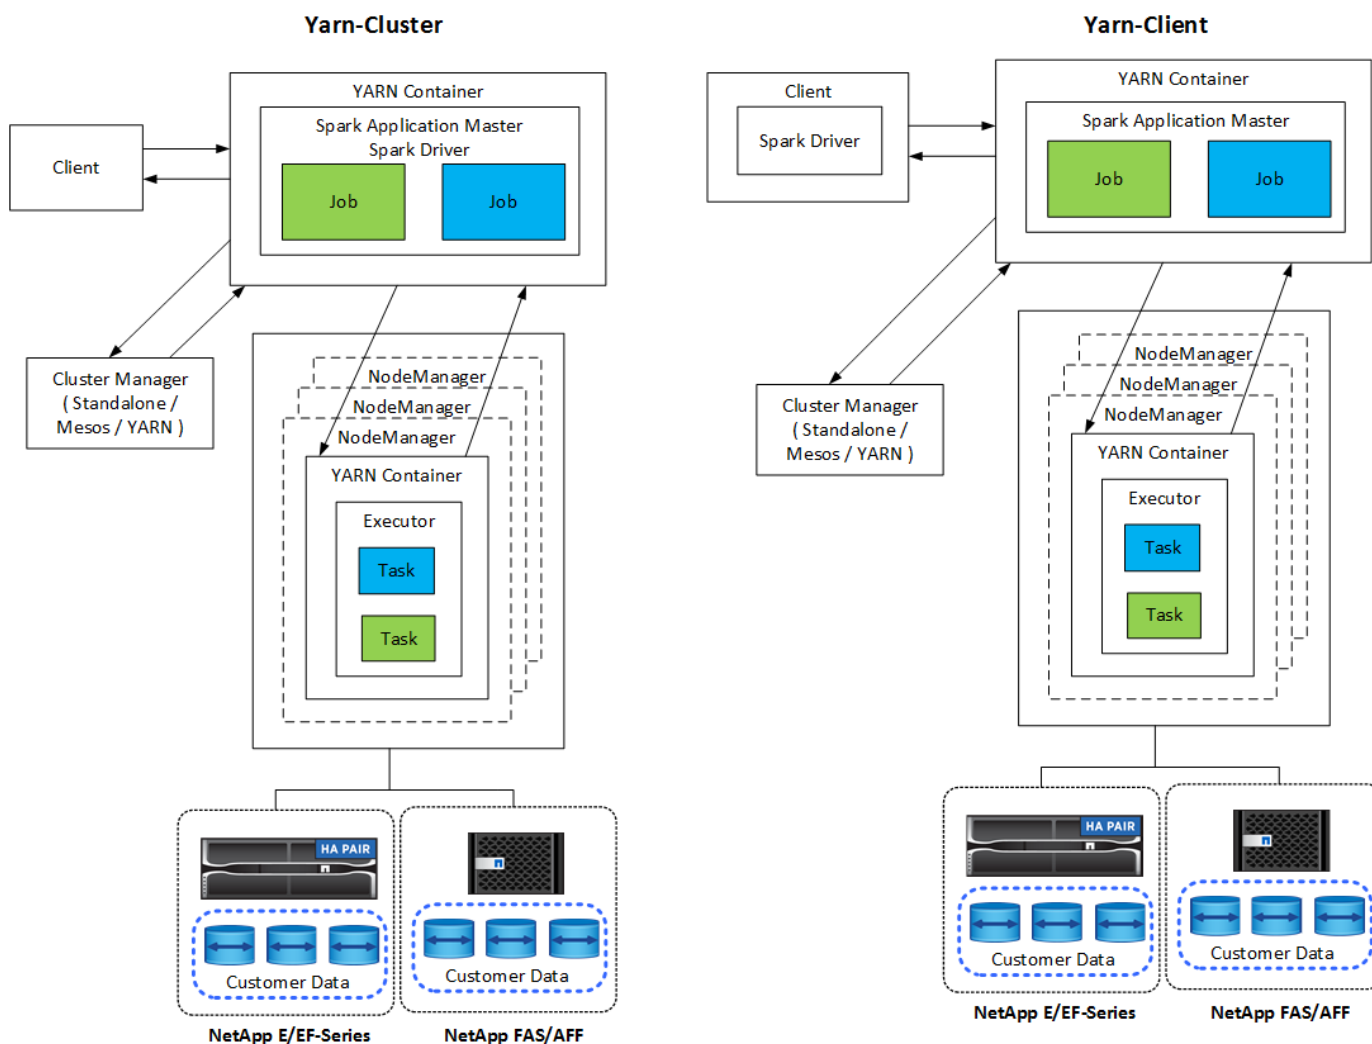 Yarn-Cluster
YARN Container
Spark Application Master
Spark Driver
Client
Job
Job
Cluster Manager
( Standalone /
Mesos / YARN )
NodeManager
NodeManager
NodeManager
YARN Container
Executor
Task
Task
HA PAIR
Customer Data
Customer Data
NetApp E/EF-Series
NetApp FAS/AFF
Yarn-Client
YARN Container
Client
Spark Driver
Spark Application Master
Job
Job
Cluster Manager
( Standalone /
Mesos / YARN )
NodeManager
NodeManager
NodeManager
YARN Container
Executor
Task
Task
HA PAIR
Customer Data
Customer Data
NetApp E/EF-Series
NetApp FAS/AFF